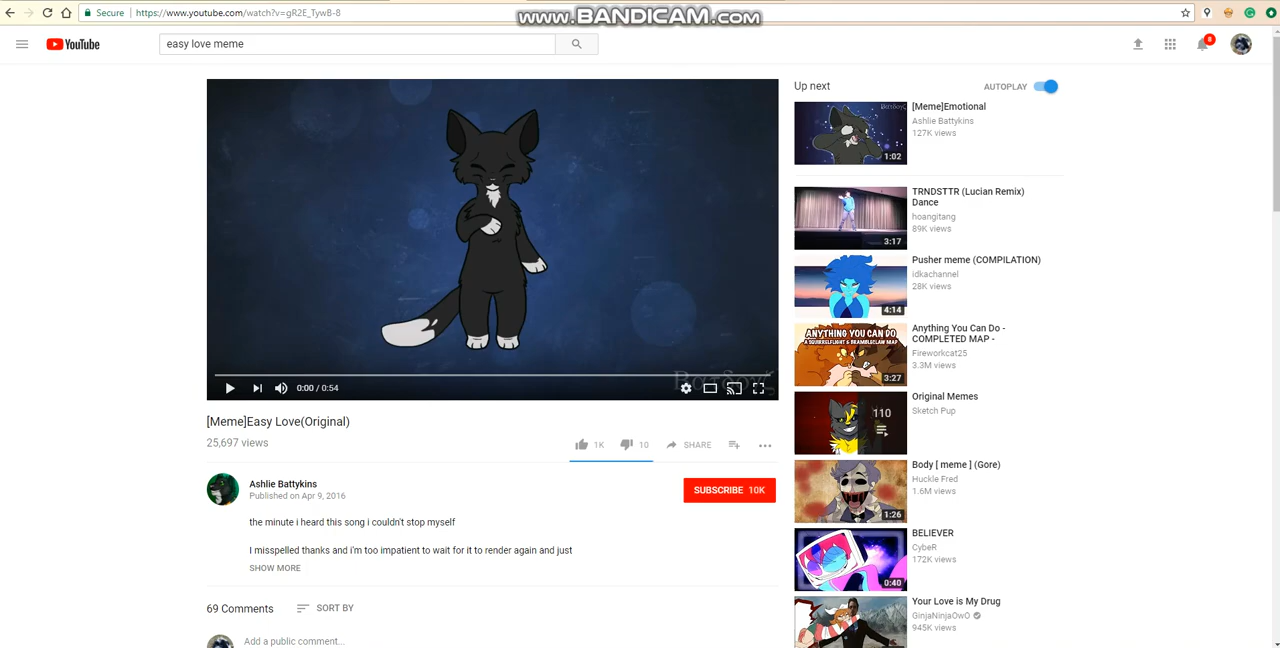 www.BANDICAM.com
Secure https://www.youtube.com/watch?v=gR2E_TywB-8
YouTube
easy love meme
8
0:00 / 0:54
[Meme]Easy Love(Original)
25,697 views
1K
10
SHARE
Ashlie Battykins
Published on Apr 9, 2016
SUBSCRIBE 10K
the minute i heard this song i couldn't stop myself
I misspelled thanks and i'm too impatient to wait for it to render again and just
SHOW MORE
69 Comments
SORT BY
Add a public comment...
Up next
AUTOPLAY
[Meme]Emotional
Ashlie Battykins
127K views
1:02
TRNDSTTR (Lucian Remix)
Dance
hoangitang
89K views
3:17
Pusher meme (COMPILATION)
idkachannel
28K views
4:14
ANYTHING YOU CAN DO
A SQUIRRELFLIGHT & BRAMBLECLAW MAP
Anything You Can Do -
COMPLETED MAP -
Fireworkcat25
3.3M views
3:27
110
Original Memes
Sketch Pup
Body [ meme ] (Gore)
Huckle Fred
1.6M views
1:26
BELIEVER
CybeR
172K views
0:40
Your Love is My Drug
GinjaNinjaOwO
945K views